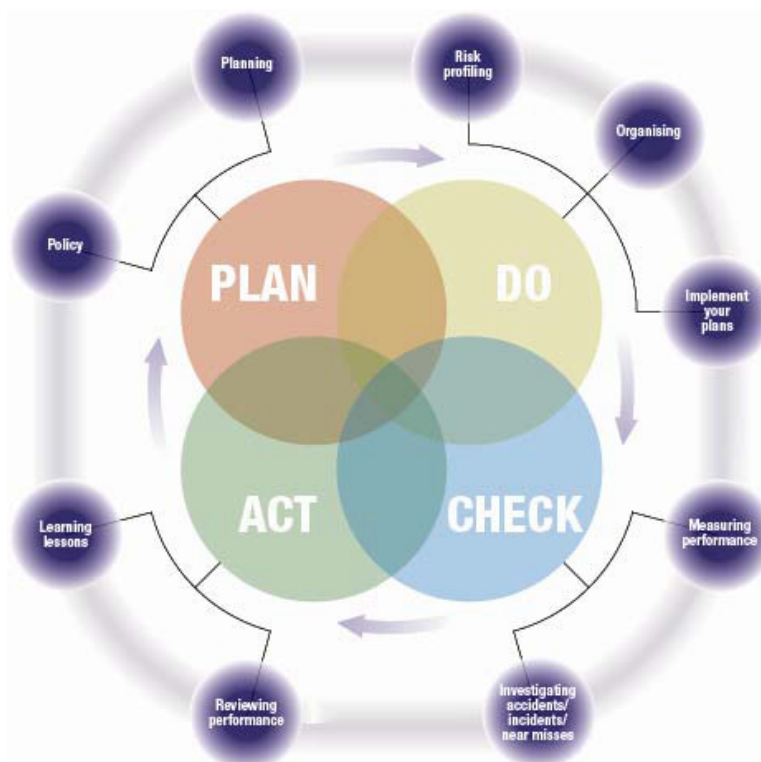 Planning
Risk
profiling
Organising
Policy
PLAN
DO
Implement
your
plans
ACT
CHECK
Learning
lessons
Measuring
performance
Reviewing
performance
Investigating
accidents/
incidents/
near misses